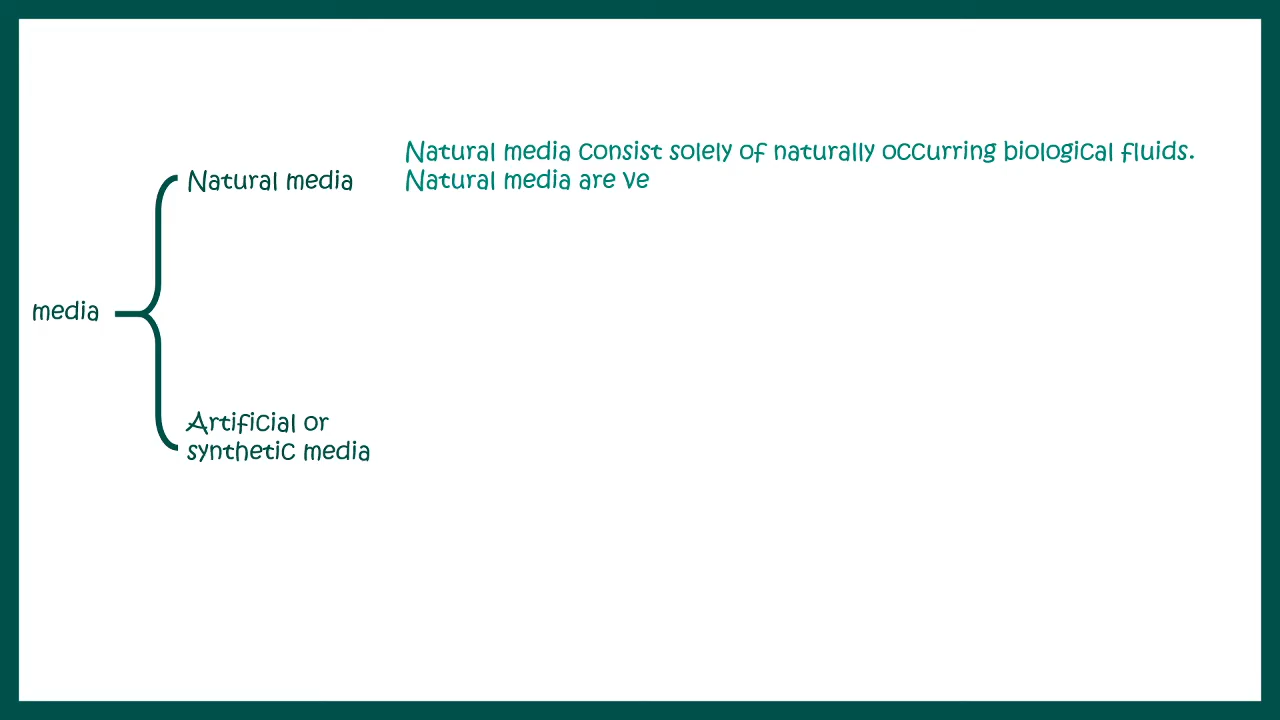 Natural media consist solely of naturally occurring biological fluids.
Natural media
Natural media are ve
media
Artificial or
synthetic media